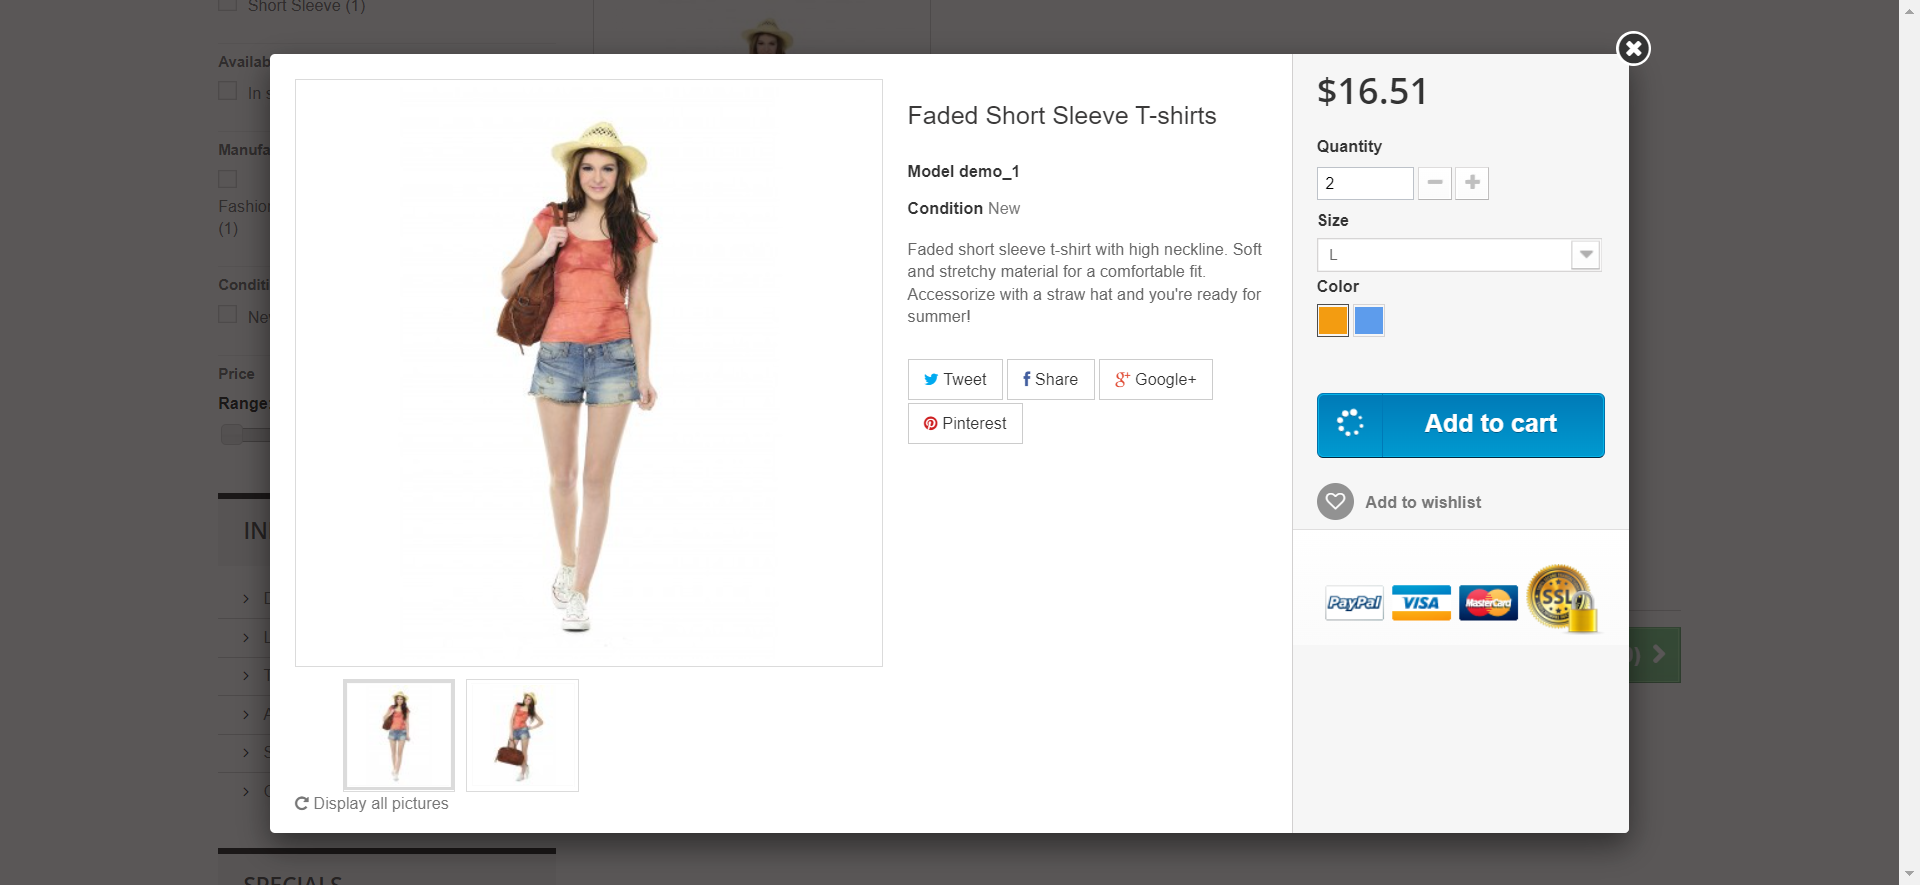 Short Sleeve (1)
Availab
In s
Manufa
Fashion
(1)
Conditi
New
Price
Range:
IN
SPECIALS
Faded Short Sleeve T-shirts
Model demo_1
Condition New
Faded short sleeve t-shirt with high neckline. Soft
and stretchy material for a comfortable fit.
Accessorize with a straw hat and you're ready for
summer!
Tweet
Share
Google+
Pinterest
Display all pictures
$16.51
Quantity
2
Size
L
Color
Add to cart
Add to wishlist
PayPal VISA MasterCard SSL